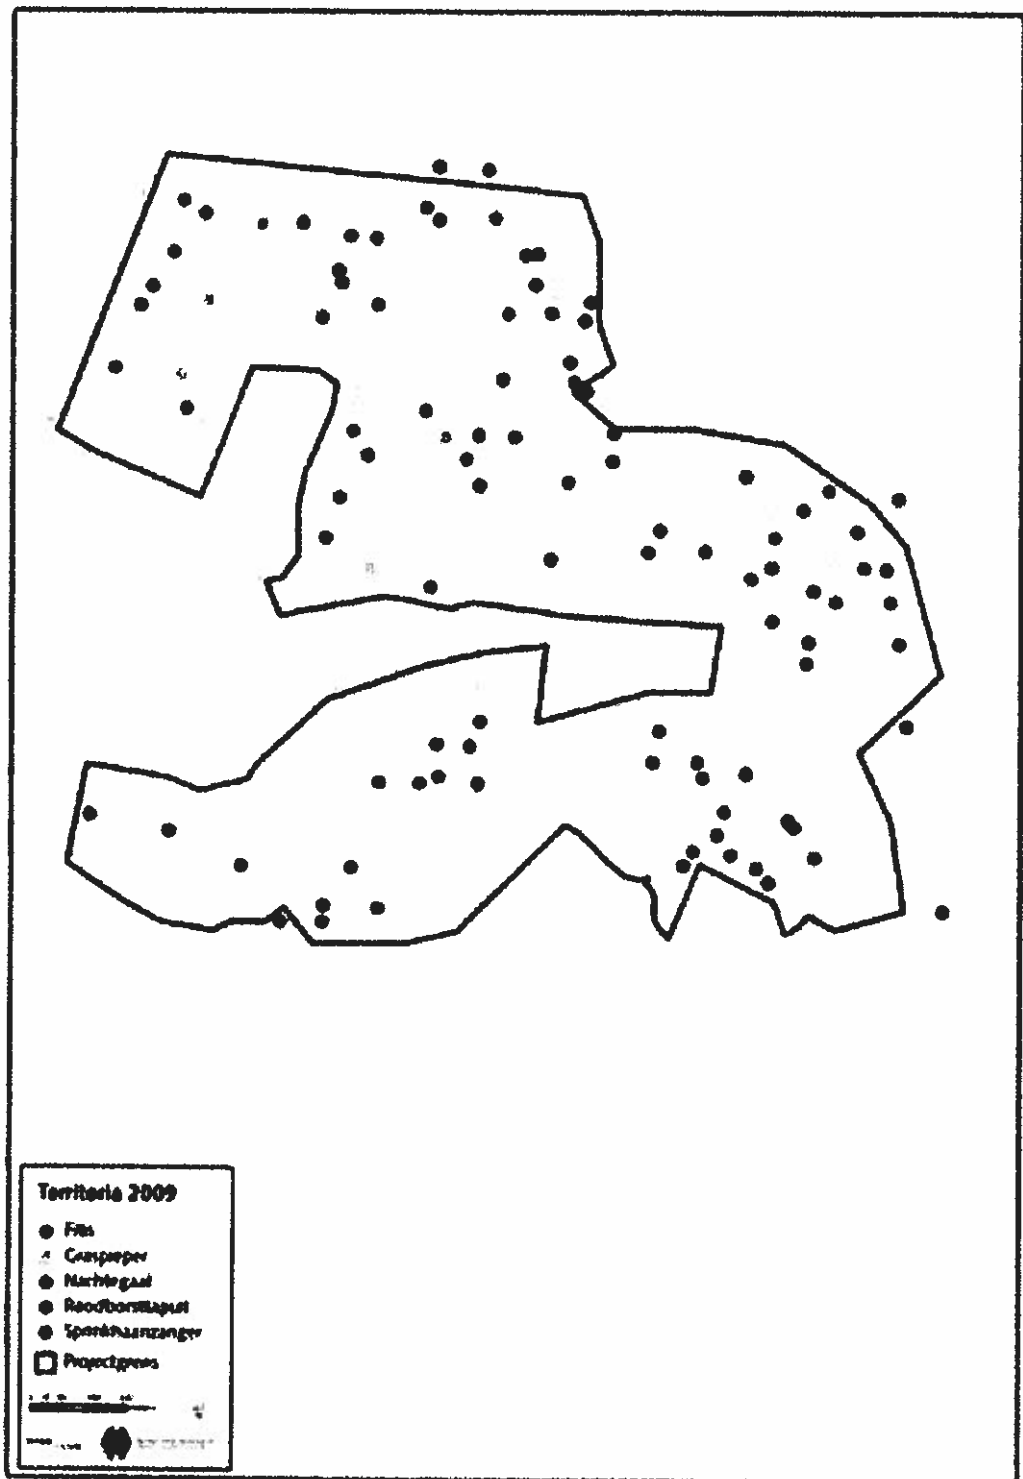 Territoria 2009
Fitis
Graspieper
Nachtegaal
Roodborsttapuit
Sprinkhaanzanger
Projectgrens